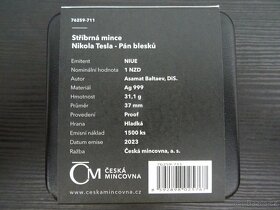 76259-711
Stříbrná mince
Nikola Tesla - Pán blesků
Emitent NIUE
Nominální hodnota 1 NZD
Autor Asamat Baltaev, DiS.
Materiál Ag 999
Hmotnost 31,1 g
Průměr 37 mm
Provedení Proof
Hrana Hladká
Emisní náklad 1500 ks
Datum emise 2023
Ražba Česká mincovna, a. s.
ČM
ČESKÁ
MINCOVNA
www.ceskamincovna.cz